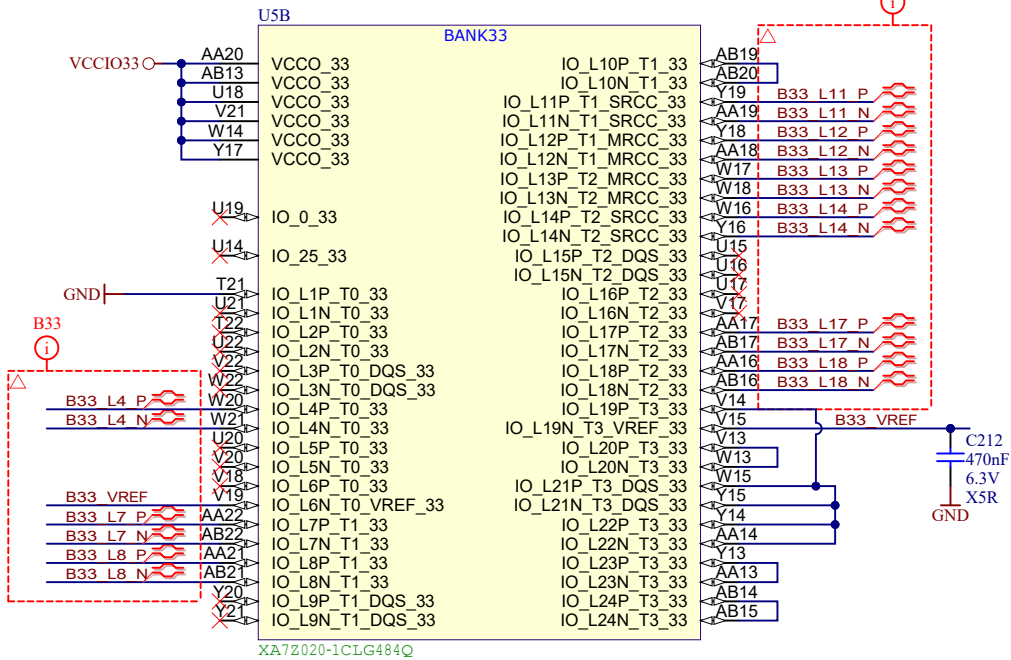 U5B
BANK33
VCCIO33
AA20 VCCO_33
AB13 VCCO_33
U18 VCCO_33
V21 VCCO_33
W14 VCCO_33
Y17 VCCO_33
U19 IO_0_33
U14 IO_25_33
GND T21 IO_L1P_T0_33
U21 IO_L1N_T0_33
T22 IO_L2P_T0_33
U22 IO_L2N_T0_33
V22 IO_L3P_T0_DQS_33
W22 IO_L3N_T0_DQS_33
B33
i
B33_L4_P W20 IO_L4P_T0_33
B33_L4_N W21 IO_L4N_T0_33
U20 IO_L5P_T0_33
V20 IO_L5N_T0_33
V18 IO_L6P_T0_33
B33_VREF V19 IO_L6N_T0_VREF_33
B33_L7_P AA22 IO_L7P_T1_33
B33_L7_N AB22 IO_L7N_T1_33
B33_L8_P AA21 IO_L8P_T1_33
B33_L8_N AB21 IO_L8N_T1_33
Y20 IO_L9P_T1_DQS_33
Y21 IO_L9N_T1_DQS_33
i
IO_L10P_T1_33 AB19
IO_L10N_T1_33 AB20
IO_L11P_T1_SRCC_33 Y19 B33_L11_P
IO_L11N_T1_SRCC_33 AA19 B33_L11_N
IO_L12P_T1_MRCC_33 Y18 B33_L12_P
IO_L12N_T1_MRCC_33 AA18 B33_L12_N
IO_L13P_T2_MRCC_33 W17 B33_L13_P
IO_L13N_T2_MRCC_33 W18 B33_L13_N
IO_L14P_T2_SRCC_33 W16 B33_L14_P
IO_L14N_T2_SRCC_33 Y16 B33_L14_N
IO_L15P_T2_DQS_33 U15
IO_L15N_T2_DQS_33 U16
IO_L16P_T2_33 U17
IO_L16N_T2_33 V17
IO_L17P_T2_33 AA17 B33_L17_P
IO_L17N_T2_33 AB17 B33_L17_N
IO_L18P_T2_33 AA16 B33_L18_P
IO_L18N_T2_33 AB16 B33_L18_N
IO_L19P_T3_33 V14
IO_L19N_T3_VREF_33 V15 B33_VREF
IO_L20P_T3_33 V13
IO_L20N_T3_33 W13
IO_L21P_T3_DQS_33 W15
IO_L21N_T3_DQS_33 Y15
IO_L22P_T3_33 Y14
IO_L22N_T3_33 AA14
IO_L23P_T3_33 Y13
IO_L23N_T3_33 AA13
IO_L24P_T3_33 AB14
IO_L24N_T3_33 AB15
C212
470nF
6.3V
X5R
GND
XA7Z020-1CLG484Q